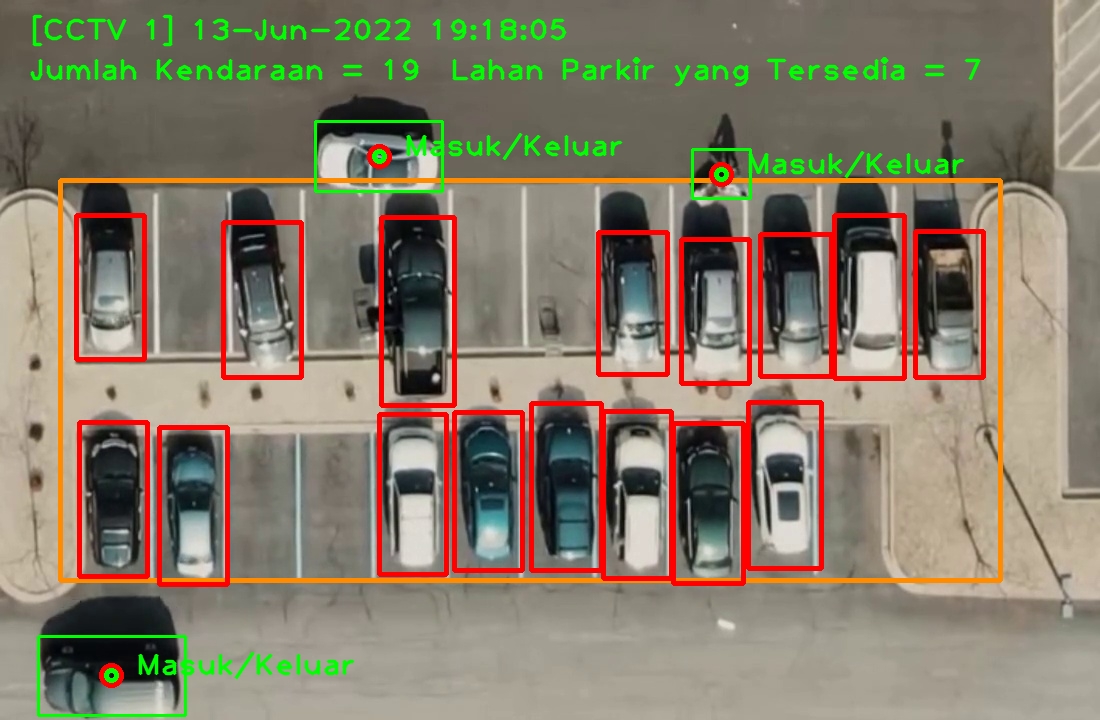 [CCTV 1] 13-Jun-2022 19:18:05
Jumlah Kendaraan = 19 Lahan Parkir yang Tersedia = 7
Masuk/Keluar
Masuk/Keluar
Masuk/Keluar